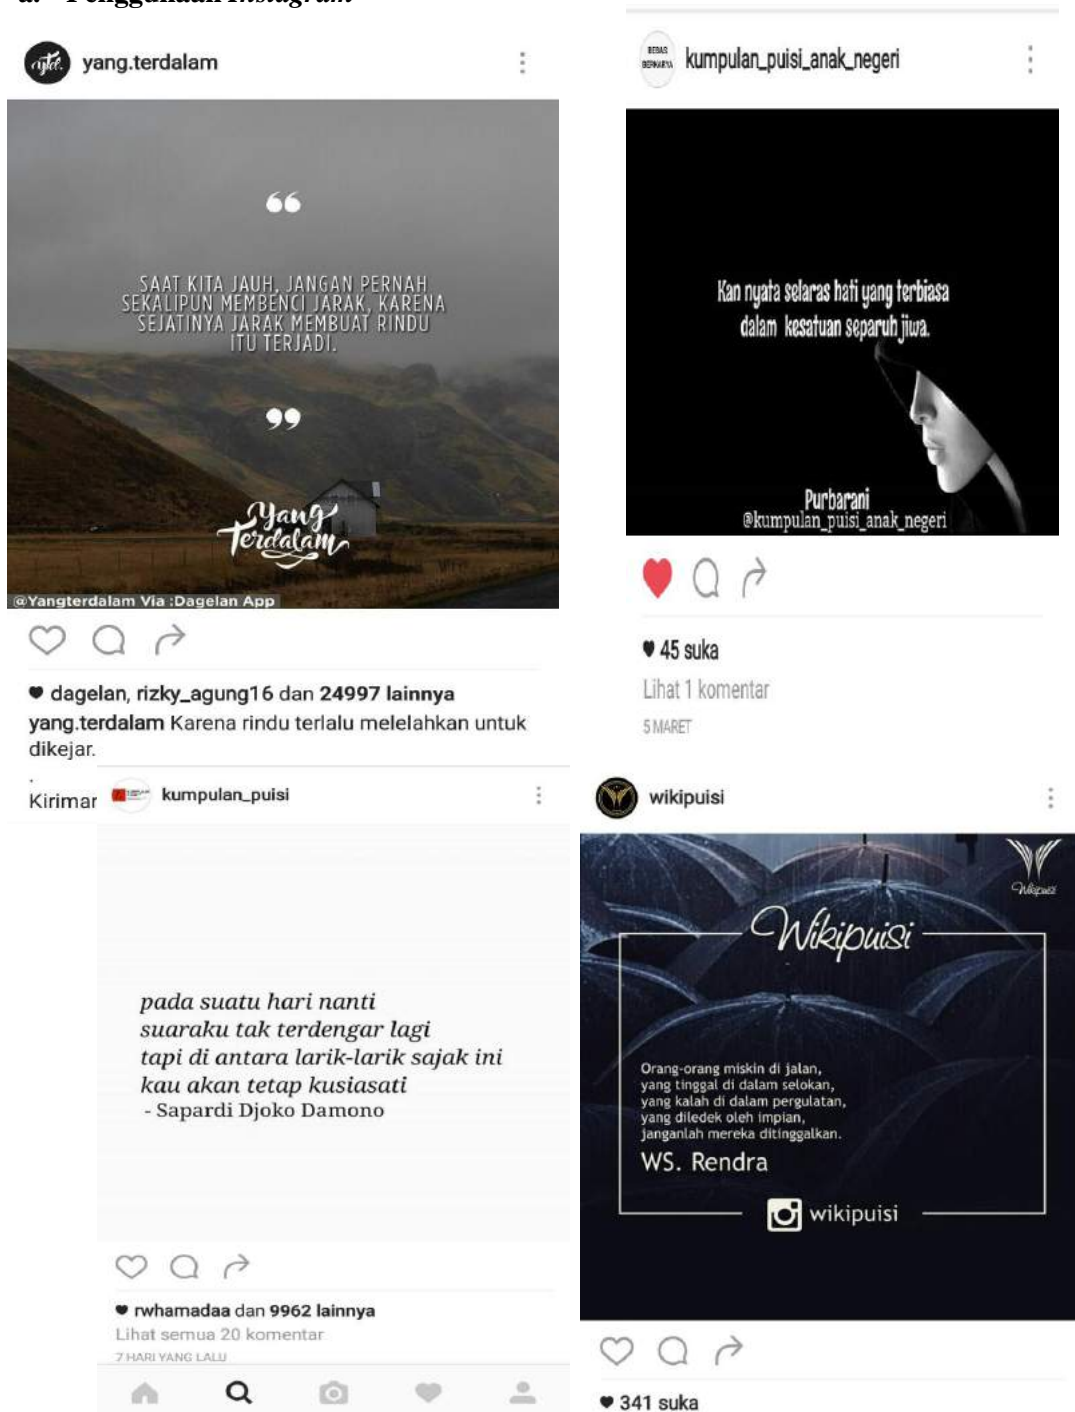 a. Penggunaan Instagram
yang.terdalam
SAAT KITA JAUH, JANGAN PERNAH
SEKALIPUN MEMBENCI JARAK, KARENA
SEJATINYA JARAK MEMBUAT RINDU
ITU TERJADI.
Yang
Terdalam
@Yangterdalam Via :Dagelan App
dagelan, rizky_agung16 dan 24997 lainnya
yang.terdalam Karena rindu terlalu melelahkan untuk
dikejar.
.
Kiriman
BEBAS
BERKARYA
kumpulan_puisi_anak_negeri
Kan nyata selaras hati yang terbiasa
dalam kesatuan separuh jiwa.
Purbarani
@kumpulan_puisi_anak_negeri
45 suka
Lihat 1 komentar
5 MARET
kumpulan_puisi
pada suatu hari nanti
suaraku tak terdengar lagi
tapi di antara larik-larik sajak ini
kau akan tetap kusiasati
- Sapardi Djoko Damono
rwhamadaa dan 9962 lainnya
Lihat semua 20 komentar
7 HARI YANG LALU
wikipuisi
Wikipuisi
Wikipuisi
Orang-orang miskin di jalan,
yang tinggal di dalam selokan,
yang kalah di dalam pergulatan,
yang diledek oleh impian,
janganlah mereka ditinggalkan.
WS. Rendra
wikipuisi
341 suka